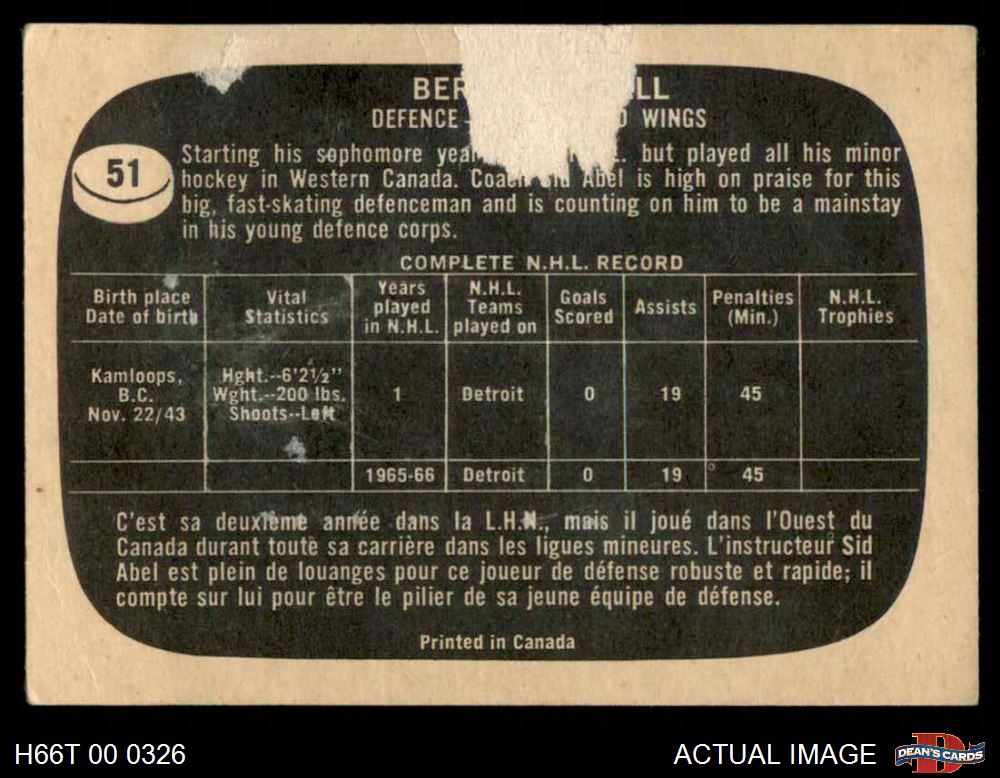 BER LL
DEFENCE - D WINGS
51
Starting his sophomore year . but played all his minor
hockey in Western Canada. Coach Sid Abel is high on praise for this
big, fast-skating defenceman and is counting on him to be a mainstay
in his young defence corps.
COMPLETE N.H.L. RECORD
Birth place
Date of birth
Vital
Statistics
Years
played
in N.H.L.
N.H.L.
Teams
played on
Goals
Scored
Assists
Penalties
(Min.)
N.H.L.
Trophies
Kamloops,
B.C.
Nov. 22/43
Hght.--6'2½"
Wght.--200 lbs.
Shoots--Left
1
Detroit
0
19
45
1965-66
Detroit
0
19
45
C'est sa deuxième année dans la L.H.N., mais il joué dans l'Ouest du
Canada durant toute sa carrière dans les ligues mineures. L'instructeur Sid
Abel est plein de louanges pour ce joueur de défense robuste et rapide; il
compte sur lui pour être le pilier de sa jeune équipe de défense.
Printed in Canada
H66T 00 0326
ACTUAL IMAGE
DEAN'S CARDS